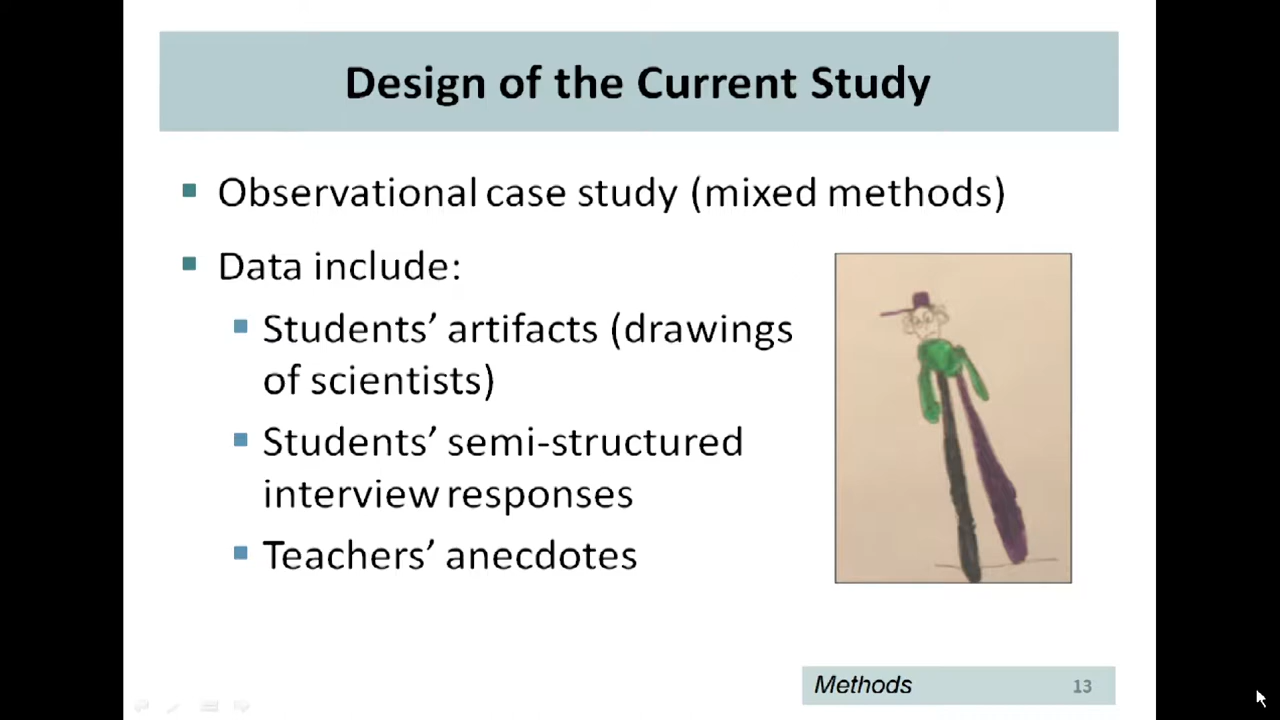 Design of the Current Study
Observational case study (mixed methods)
Data include:
Students’ artifacts (drawings
of scientists)
Students’ semi-structured
interview responses
Teachers’ anecdotes
Methods
13